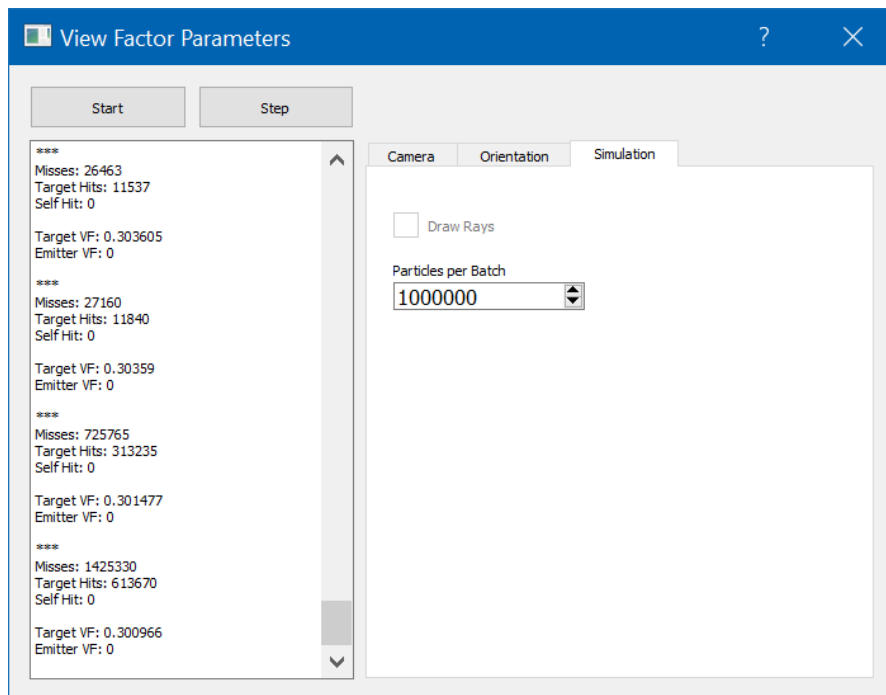 View Factor Parameters
?
Start
Step
***
Misses: 26463
Target Hits: 11537
Self Hit: 0
Target VF: 0.303605
Emitter VF: 0
***
Misses: 27160
Target Hits: 11840
Self Hit: 0
Target VF: 0.30359
Emitter VF: 0
***
Misses: 725765
Target Hits: 313235
Self Hit: 0
Target VF: 0.301477
Emitter VF: 0
***
Misses: 1425330
Target Hits: 613670
Self Hit: 0
Target VF: 0.300966
Emitter VF: 0
Camera
Orientation
Simulation
Draw Rays
Particles per Batch
1000000